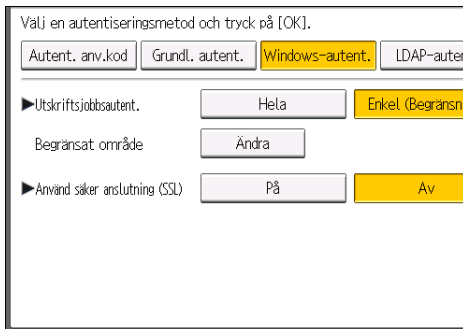 Välj en autentiseringsmetod och tryck på [OK].
Autent. anv.kod Grundl. autent. Windows-autent. LDAP-auten
▶Utskriftsjobbsautent. Hela Enkel (Begränsn
Begränsat område Ändra
▶Använd säker anslutning (SSL) På Av